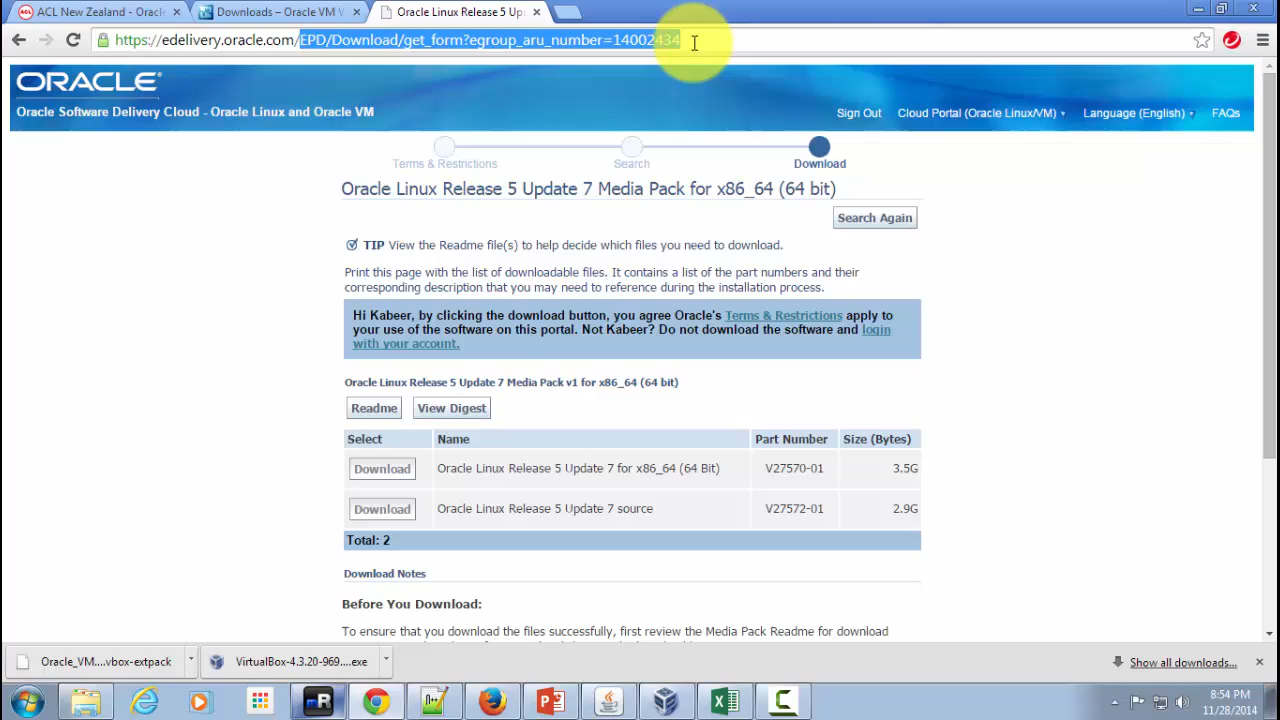 ACL New Zealand - Oracle
Downloads – Oracle VM V
Oracle Linux Release 5 Up
https://edelivery.oracle.com/EPD/Download/get_form?egroup_aru_number=14002434
ORACLE
Oracle Software Delivery Cloud - Oracle Linux and Oracle VM
Sign Out Cloud Portal (Oracle Linux/VM) Language (English) FAQs
Terms & Restrictions Search Download
Oracle Linux Release 5 Update 7 Media Pack for x86_64 (64 bit)
Search Again
TIP View the Readme file(s) to help decide which files you need to download.
Print this page with the list of downloadable files. It contains a list of the part numbers and their
corresponding description that you may need to reference during the installation process.
Hi Kabeer, by clicking the download button, you agree Oracle's Terms & Restrictions apply to
your use of the software on this portal. Not Kabeer? Do not download the software and login
with your account.
Oracle Linux Release 5 Update 7 Media Pack v1 for x86_64 (64 bit)
Readme View Digest
Select Name Part Number Size (Bytes)
Download Oracle Linux Release 5 Update 7 for x86_64 (64 Bit) V27570-01 3.5G
Download Oracle Linux Release 5 Update 7 source V27572-01 2.9G
Total: 2
Download Notes
Before You Download:
To ensure that you download the files successfully, first review the Media Pack Readme for download
Oracle_VM....vbox-extpack
VirtualBox-4.3.20-969....exe
Show all downloads...
8:54 PM
11/28/2014